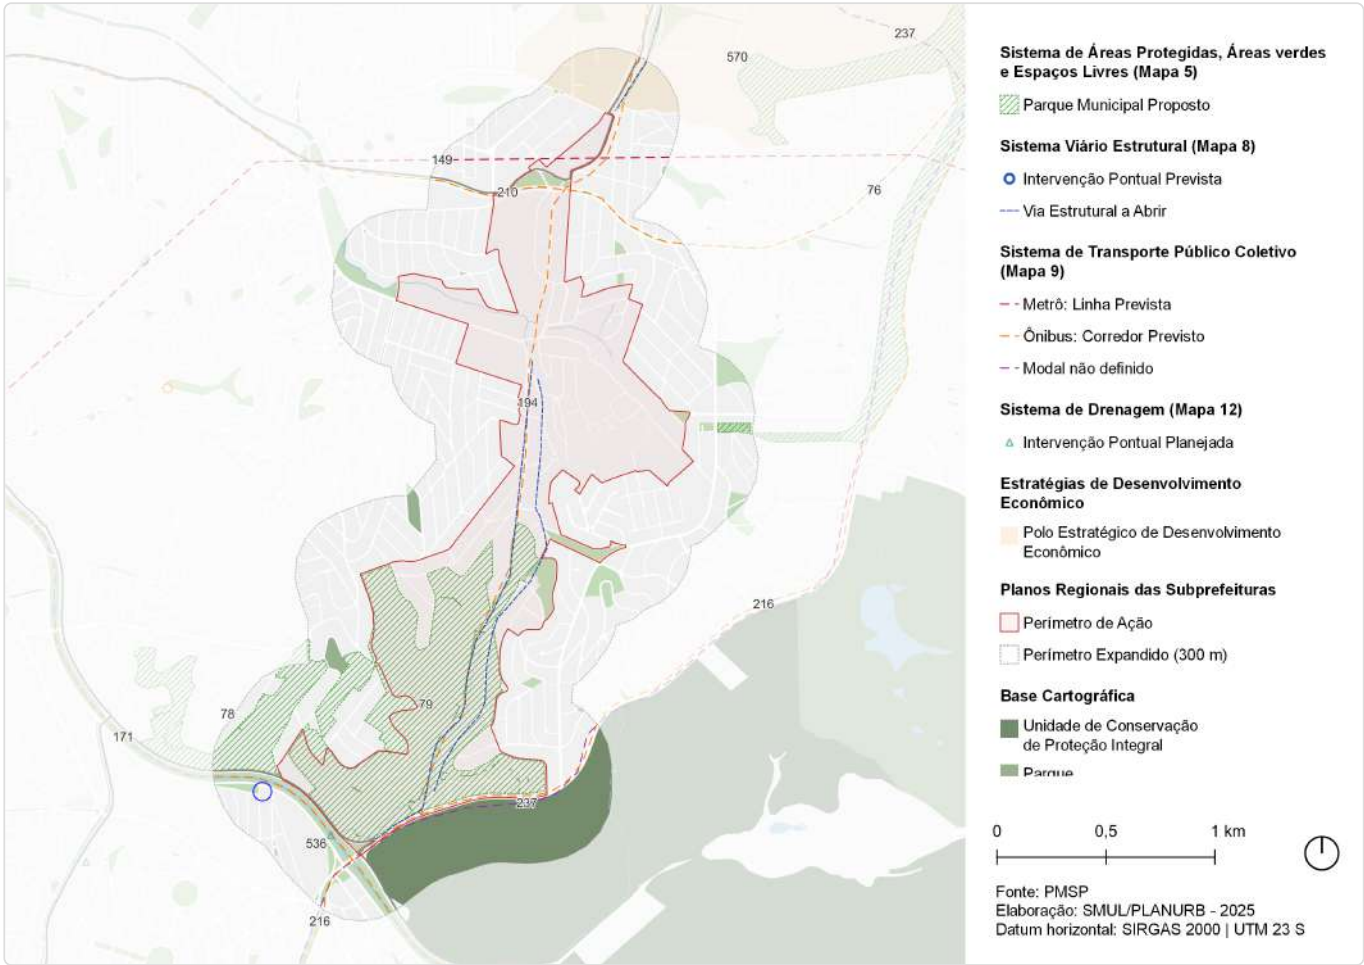 237
570
149
210
76
194
216
79
78
171
237
536
216
Sistema de Áreas Protegidas, Áreas verdes
e Espaços Livres (Mapa 5)
Parque Municipal Proposto
Sistema Viário Estrutural (Mapa 8)
Intervenção Pontual Prevista
Via Estrutural a Abrir
Sistema de Transporte Público Coletivo
(Mapa 9)
Metrô: Linha Prevista
Ônibus: Corredor Previsto
Modal não definido
Sistema de Drenagem (Mapa 12)
Intervenção Pontual Planejada
Estratégias de Desenvolvimento
Econômico
Polo Estratégico de Desenvolvimento
Econômico
Planos Regionais das Subprefeituras
Perímetro de Ação
Perímetro Expandido (300 m)
Base Cartográfica
Unidade de Conservação
de Proteção Integral
Parque
0 0,5 1 km
Fonte: PMSP
Elaboração: SMUL/PLANURB - 2025
Datum horizontal: SIRGAS 2000 | UTM 23 S